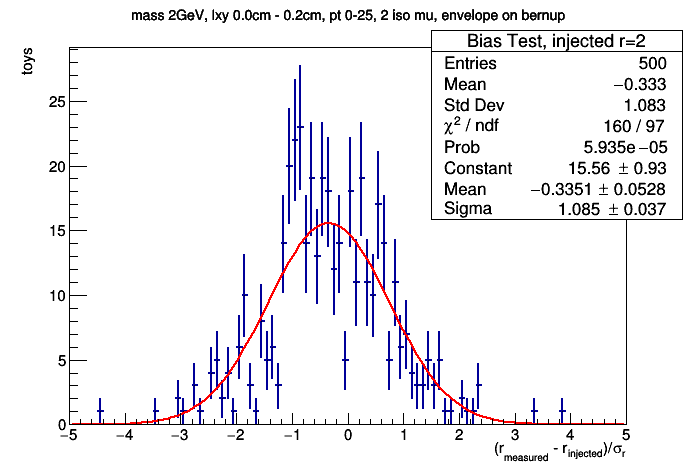 mass 2GeV, lxy 0.0cm - 0.2cm, pt 0-25, 2 iso mu, envelope on bernup
Bias Test, injected r=2
Entries 500
Mean −0.333
Std Dev 1.083
χ² / ndf 160 / 97
Prob 5.935e−05
Constant 15.56 ± 0.93
Mean −0.3351 ± 0.0528
Sigma 1.085 ± 0.037
toys
25
20
15
10
5
0
−5 −4 −3 −2 −1 0 1 2 3 4 5
(r_measured - r_injected)/σ_r